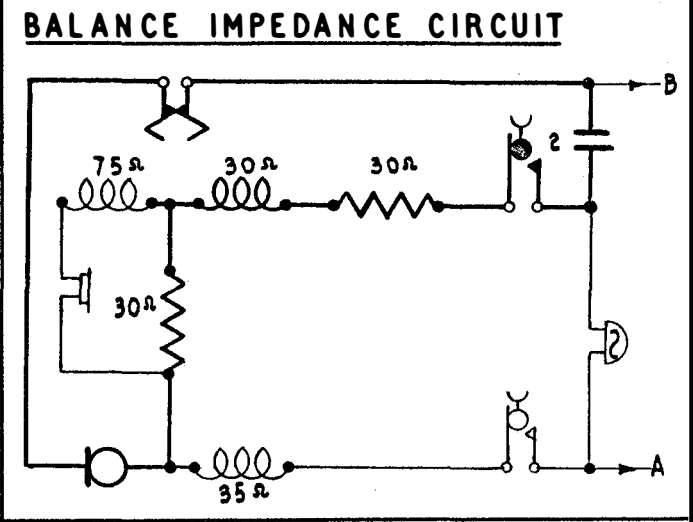 BALANCE IMPEDANCE CIRCUIT
B
2
75Ω 30Ω 30Ω
30Ω
A
35Ω